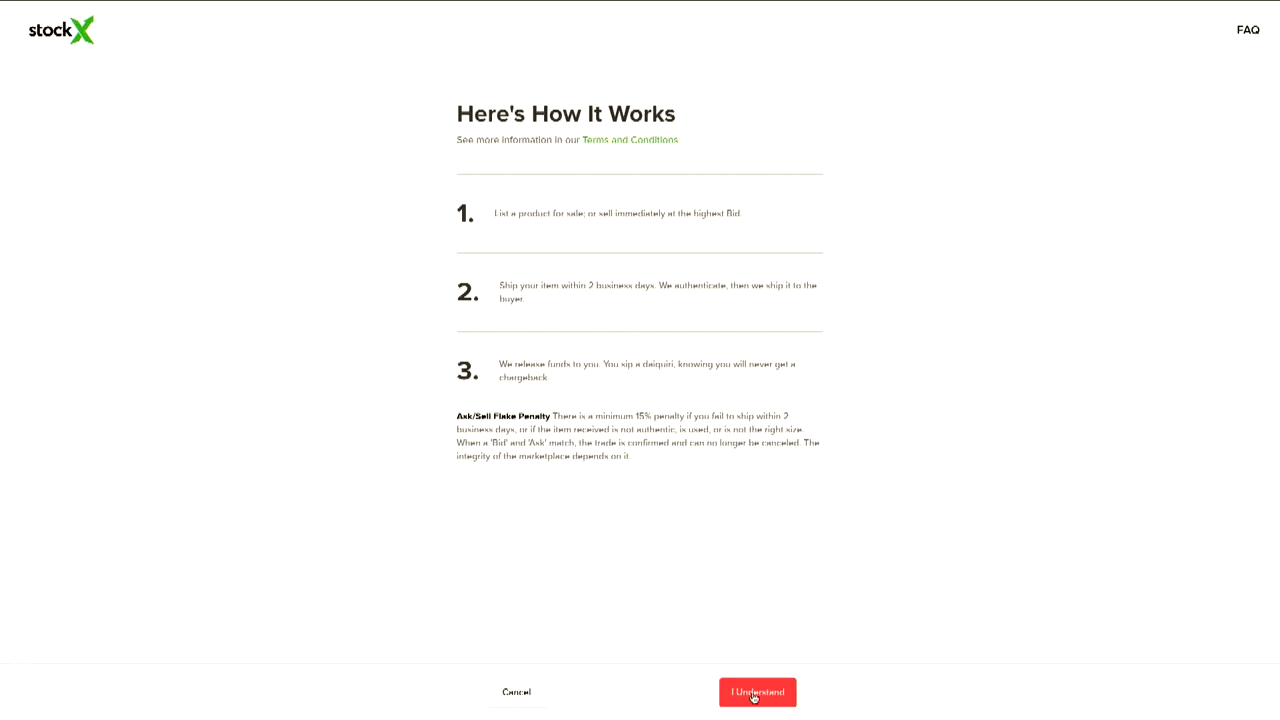 stockX
FAQ
Here's How It Works
See more information in our Terms and Conditions
1.
List a product for sale; or sell immediately at the highest Bid.
2.
Ship your item within 2 business days. We authenticate, then we ship it to the
buyer.
3.
We release funds to you. You sip a daiquiri, knowing you will never get a
chargeback.
Ask/Sell Flake Penalty There is a minimum 15% penalty if you fail to ship within 2
business days, or if the item received is not authentic, is used, or is not the right size.
When a 'Bid' and 'Ask' match, the trade is confirmed and can no longer be canceled. The
integrity of the marketplace depends on it.
Cancel
I Understand